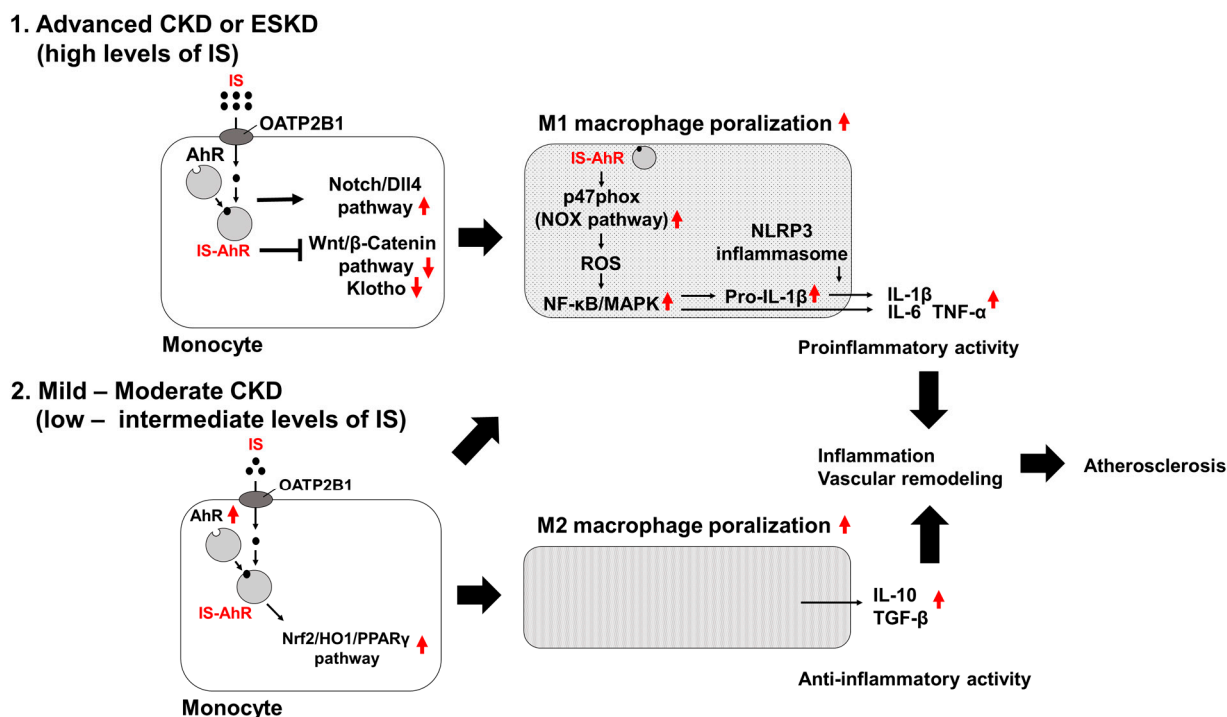 1. Advanced CKD or ESKD
(high levels of IS)
IS
OATP2B1
AhR
Notch/Dll4
pathway
IS-AhR
Wnt/β-Catenin
pathway
Klotho
Monocyte
M1 macrophage poralization
IS-AhR
p47phox
(NOX pathway)
ROS
NF-κB/MAPK
NLRP3
inflammasome
Pro-IL-1β
IL-1β
IL-6 TNF-α
Proinflammatory activity
2. Mild – Moderate CKD
(low – intermediate levels of IS)
IS
OATP2B1
AhR
IS-AhR
Nrf2/HO1/PPARγ
pathway
Monocyte
M2 macrophage poralization
IL-10
TGF-β
Anti-inflammatory activity
Inflammation
Vascular remodeling
Atherosclerosis